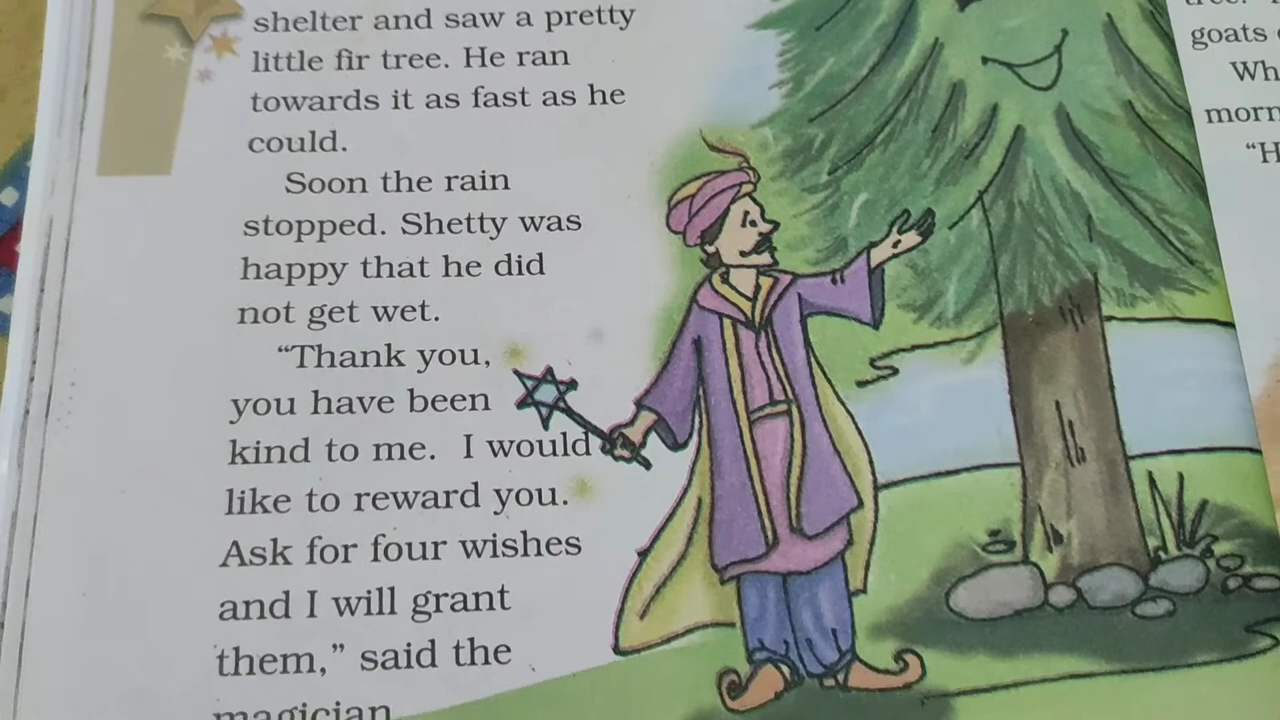 shelter and saw a pretty
little fir tree. He ran
towards it as fast as he
could.
Soon the rain
stopped. Shetty was
happy that he did
not get wet.
“Thank you,
you have been
kind to me. I would
like to reward you.
Ask for four wishes
and I will grant
them,” said the
magician
goats
Wh
morn
“H